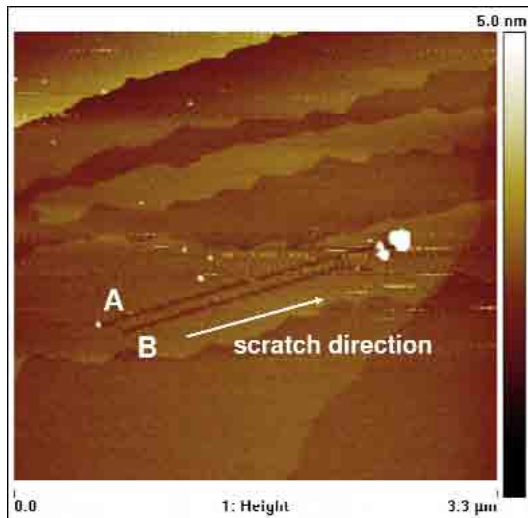 5.0 nm
A
B
scratch direction
0.0 1: Height 3.3 µm